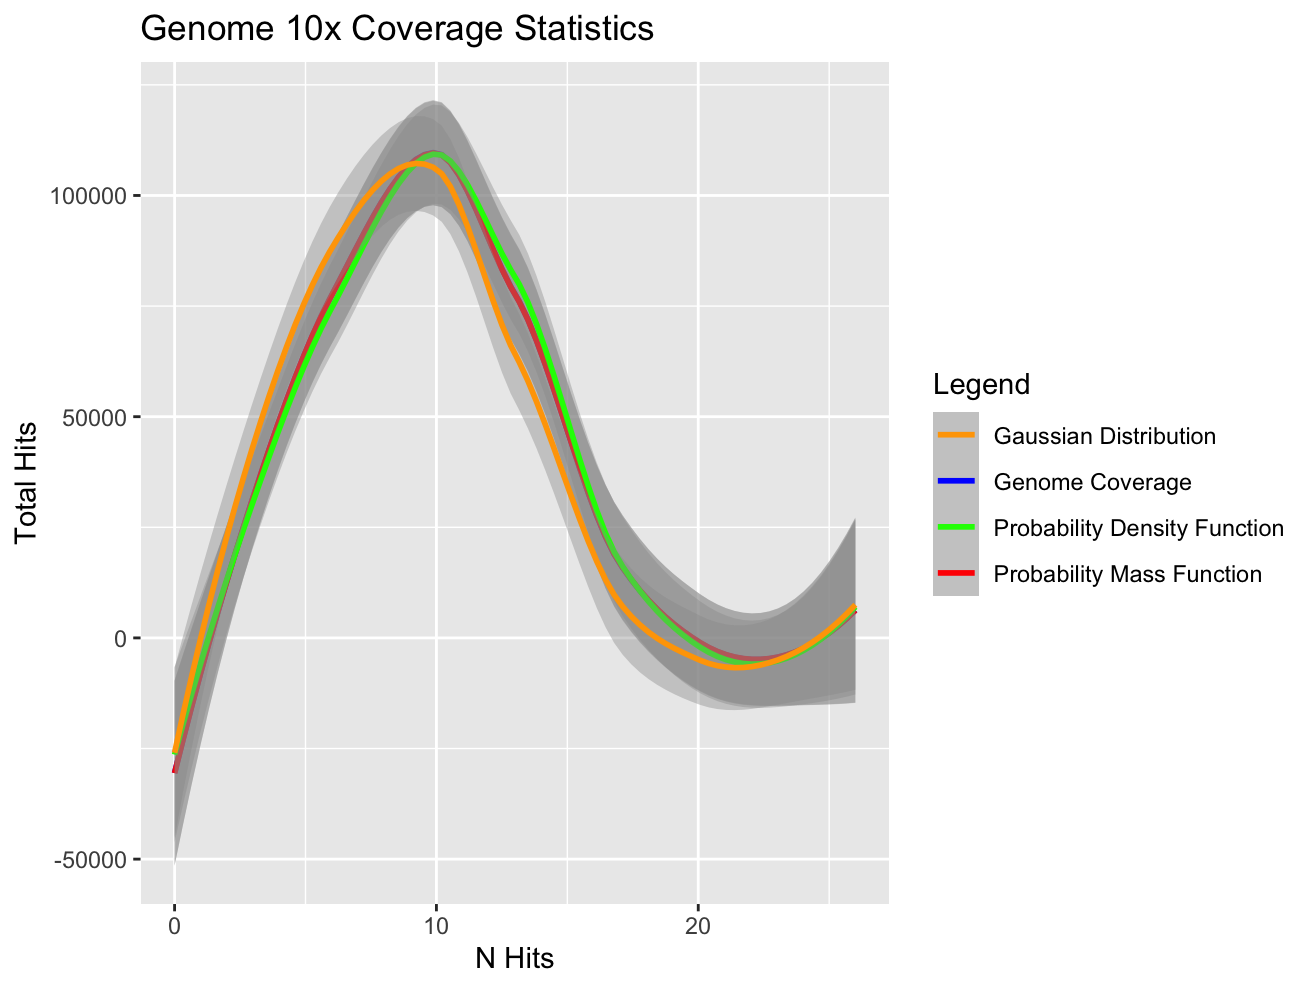 Genome 10x Coverage Statistics
100000
50000
0
-50000
Total Hits
0 10 20
N Hits
Legend
Gaussian Distribution
Genome Coverage
Probability Density Function
Probability Mass Function